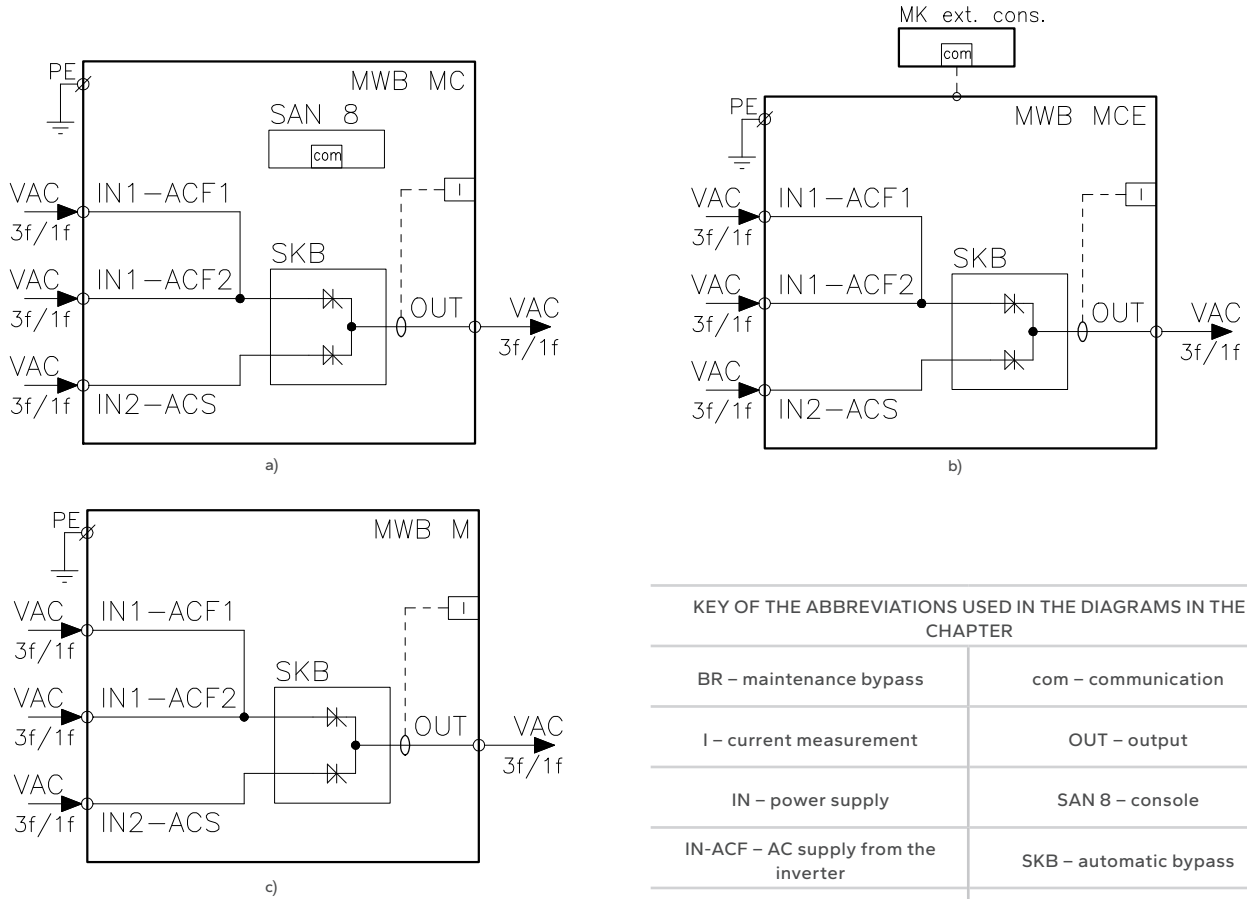 PE
MWB MC
SAN 8
com
I
VAC
IN1-ACF1
3f/1f
SKB
VAC
IN1-ACF2
OUT
VAC
3f/1f
3f/1f
VAC
3f/1f
IN2-ACS
a)
MK ext. cons.
com
PE
MWB MCE
I
VAC
IN1-ACF1
3f/1f
SKB
VAC
IN1-ACF2
OUT
VAC
3f/1f
3f/1f
VAC
3f/1f
IN2-ACS
b)
PE
MWB M
I
VAC
IN1-ACF1
3f/1f
SKB
VAC
IN1-ACF2
OUT
VAC
3f/1f
3f/1f
VAC
3f/1f
IN2-ACS
c)
KEY OF THE ABBREVIATIONS USED IN THE DIAGRAMS IN THE
CHAPTER
BR – maintenance bypass
com – communication
I – current measurement
OUT – output
IN – power supply
SAN 8 – console
IN-ACF – AC supply from the
inverter
SKB – automatic bypass